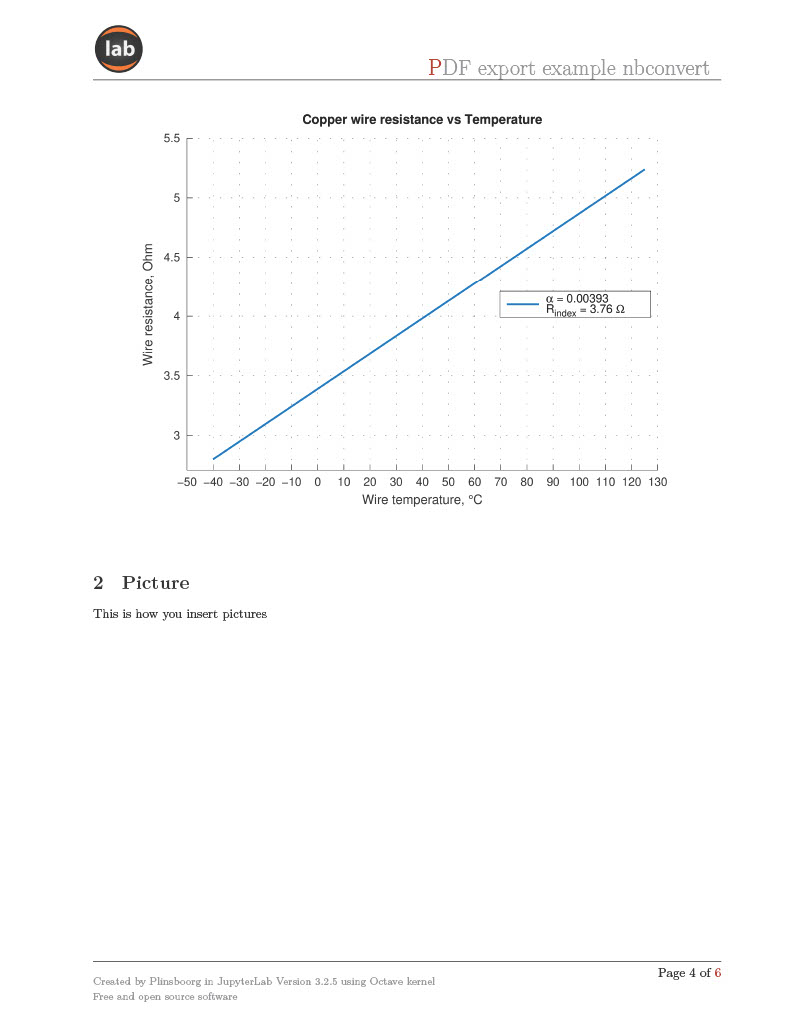 lab
PDF export example nbconvert
Copper wire resistance vs Temperature
5.5
5
4.5
4
3.5
3
Wire resistance, Ohm
α = 0.00393
Rindex = 3.76 Ω
−50 −40 −30 −20 −10 0 10 20 30 40 50 60 70 80 90 100 110 120 130
Wire temperature, °C
2 Picture
This is how you insert pictures
Page 4 of 6
Created by Plinsboorg in JupyterLab Version 3.2.5 using Octave kernel
Free and open source software